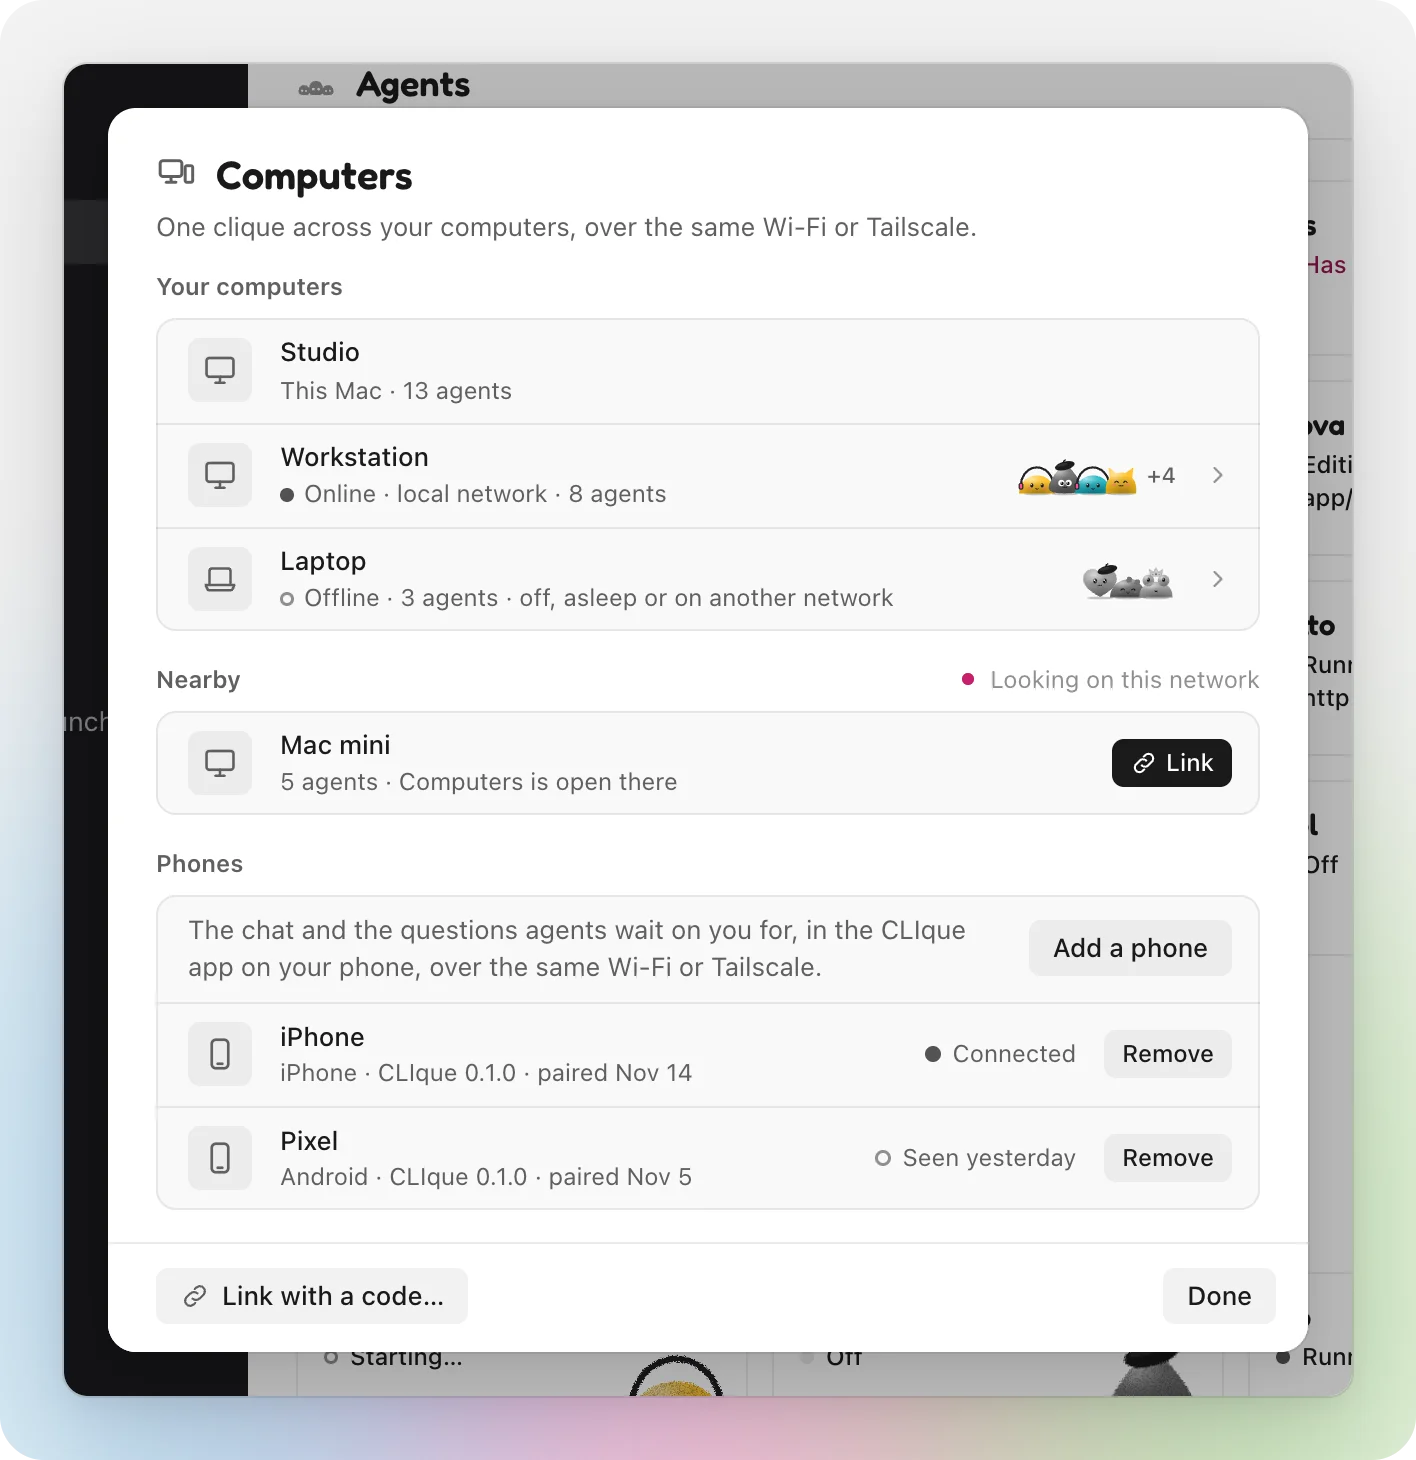 Agents
Computers
One clique across your computers, over the same Wi-Fi or Tailscale.
Your computers
Studio
This Mac · 13 agents
Workstation
Online · local network · 8 agents
+4
Laptop
Offline · 3 agents · off, asleep or on another network
Nearby
Looking on this network
Mac mini
5 agents · Computers is open there
Link
Phones
The chat and the questions agents wait on you for, in the CLIque
app on your phone, over the same Wi-Fi or Tailscale.
Add a phone
iPhone
iPhone · CLIque 0.1.0 · paired Nov 14
Connected
Remove
Pixel
Android · CLIque 0.1.0 · paired Nov 5
Seen yesterday
Remove
Link with a code...
Done
Has
app/
Off
Starting...
Off